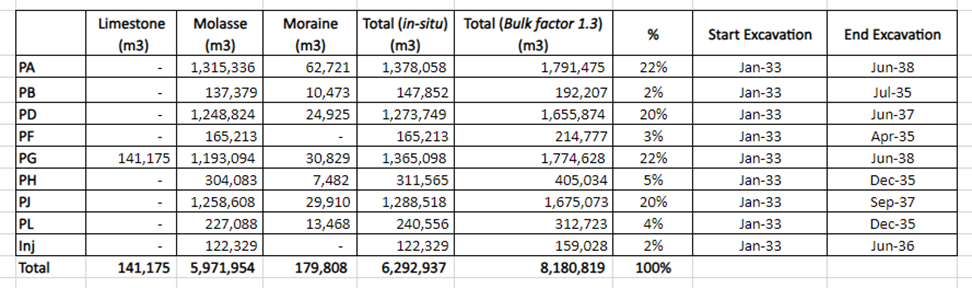 Limestone (m3) Molasse (m3) Moraine (m3) Total (in-situ) (m3) Total (Bulk factor 1.3) (m3) % Start Excavation End Excavation
PA - 1,315,336 62,721 1,378,058 1,791,475 22% Jan-33 Jun-38
PB - 137,379 10,473 147,852 192,207 2% Jan-33 Jul-35
PD - 1,248,824 24,925 1,273,749 1,655,874 20% Jan-33 Jun-37
PF - 165,213 - 165,213 214,777 3% Jan-33 Apr-35
PG 141,175 1,193,094 30,829 1,365,098 1,774,628 22% Jan-33 Jun-38
PH - 304,083 7,482 311,565 405,034 5% Jan-33 Dec-35
PJ - 1,258,608 29,910 1,288,518 1,675,073 20% Jan-33 Sep-37
PL - 227,088 13,468 240,556 312,723 4% Jan-33 Dec-35
Inj - 122,329 - 122,329 159,028 2% Jan-33 Jun-36
Total 141,175 5,971,954 179,808 6,292,937 8,180,819 100%